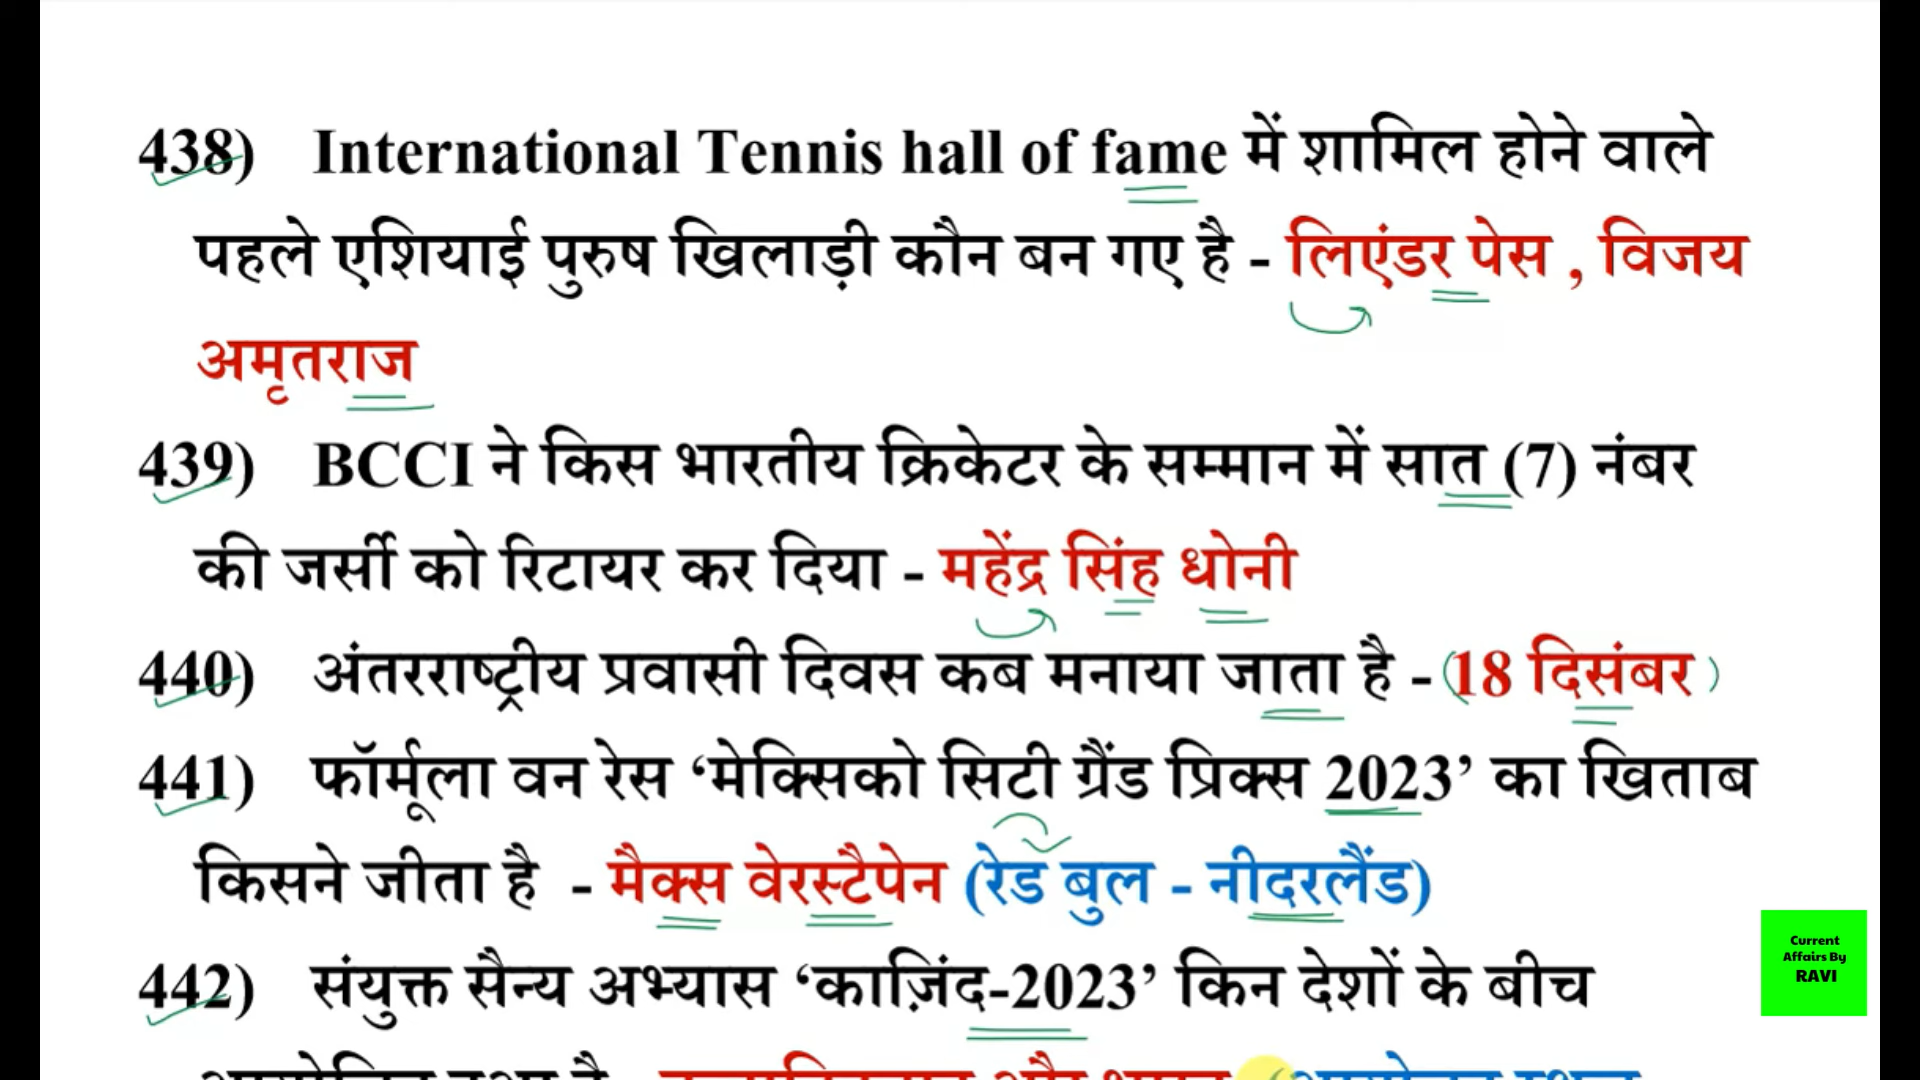 438) International Tennis hall of fame में शामिल होने वाले
पहले एशियाई पुरुष खिलाड़ी कौन बन गए है - लिएंडर पेस , विजय
अमृतराज
439) BCCI ने किस भारतीय क्रिकेटर के सम्मान में सात (7) नंबर
की जर्सी को रिटायर कर दिया - महेंद्र सिंह धोनी
440) अंतरराष्ट्रीय प्रवासी दिवस कब मनाया जाता है - (18 दिसंबर)
441) फॉर्मूला वन रेस ‘मेक्सिको सिटी ग्रैंड प्रिक्स 2023’ का खिताब
किसने जीता है - मैक्स वेरस्टैपेन (रेड बुल - नीदरलैंड)
442) संयुक्त सैन्य अभ्यास ‘काज़िंद-2023’ किन देशों के बीच
Current
Affairs By
RAVI